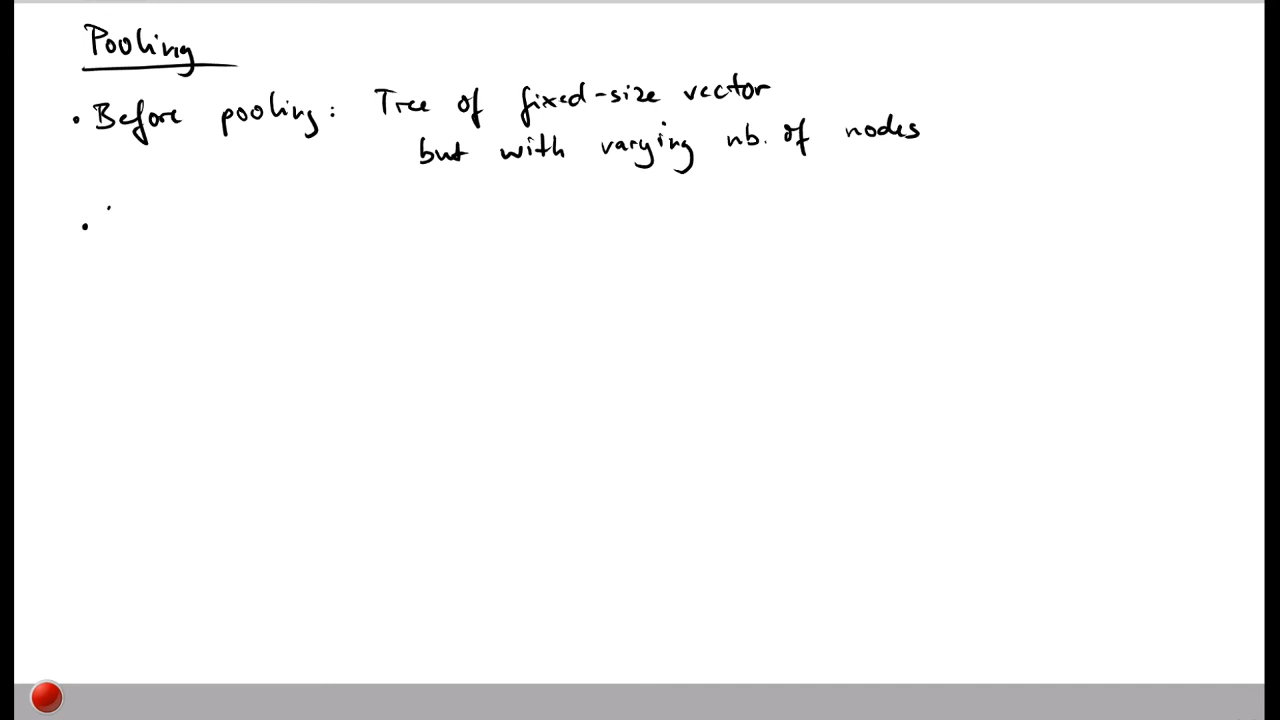 Pooling
• Before pooling: Tree of fixed-size vector
but with varying nb. of nodes
•